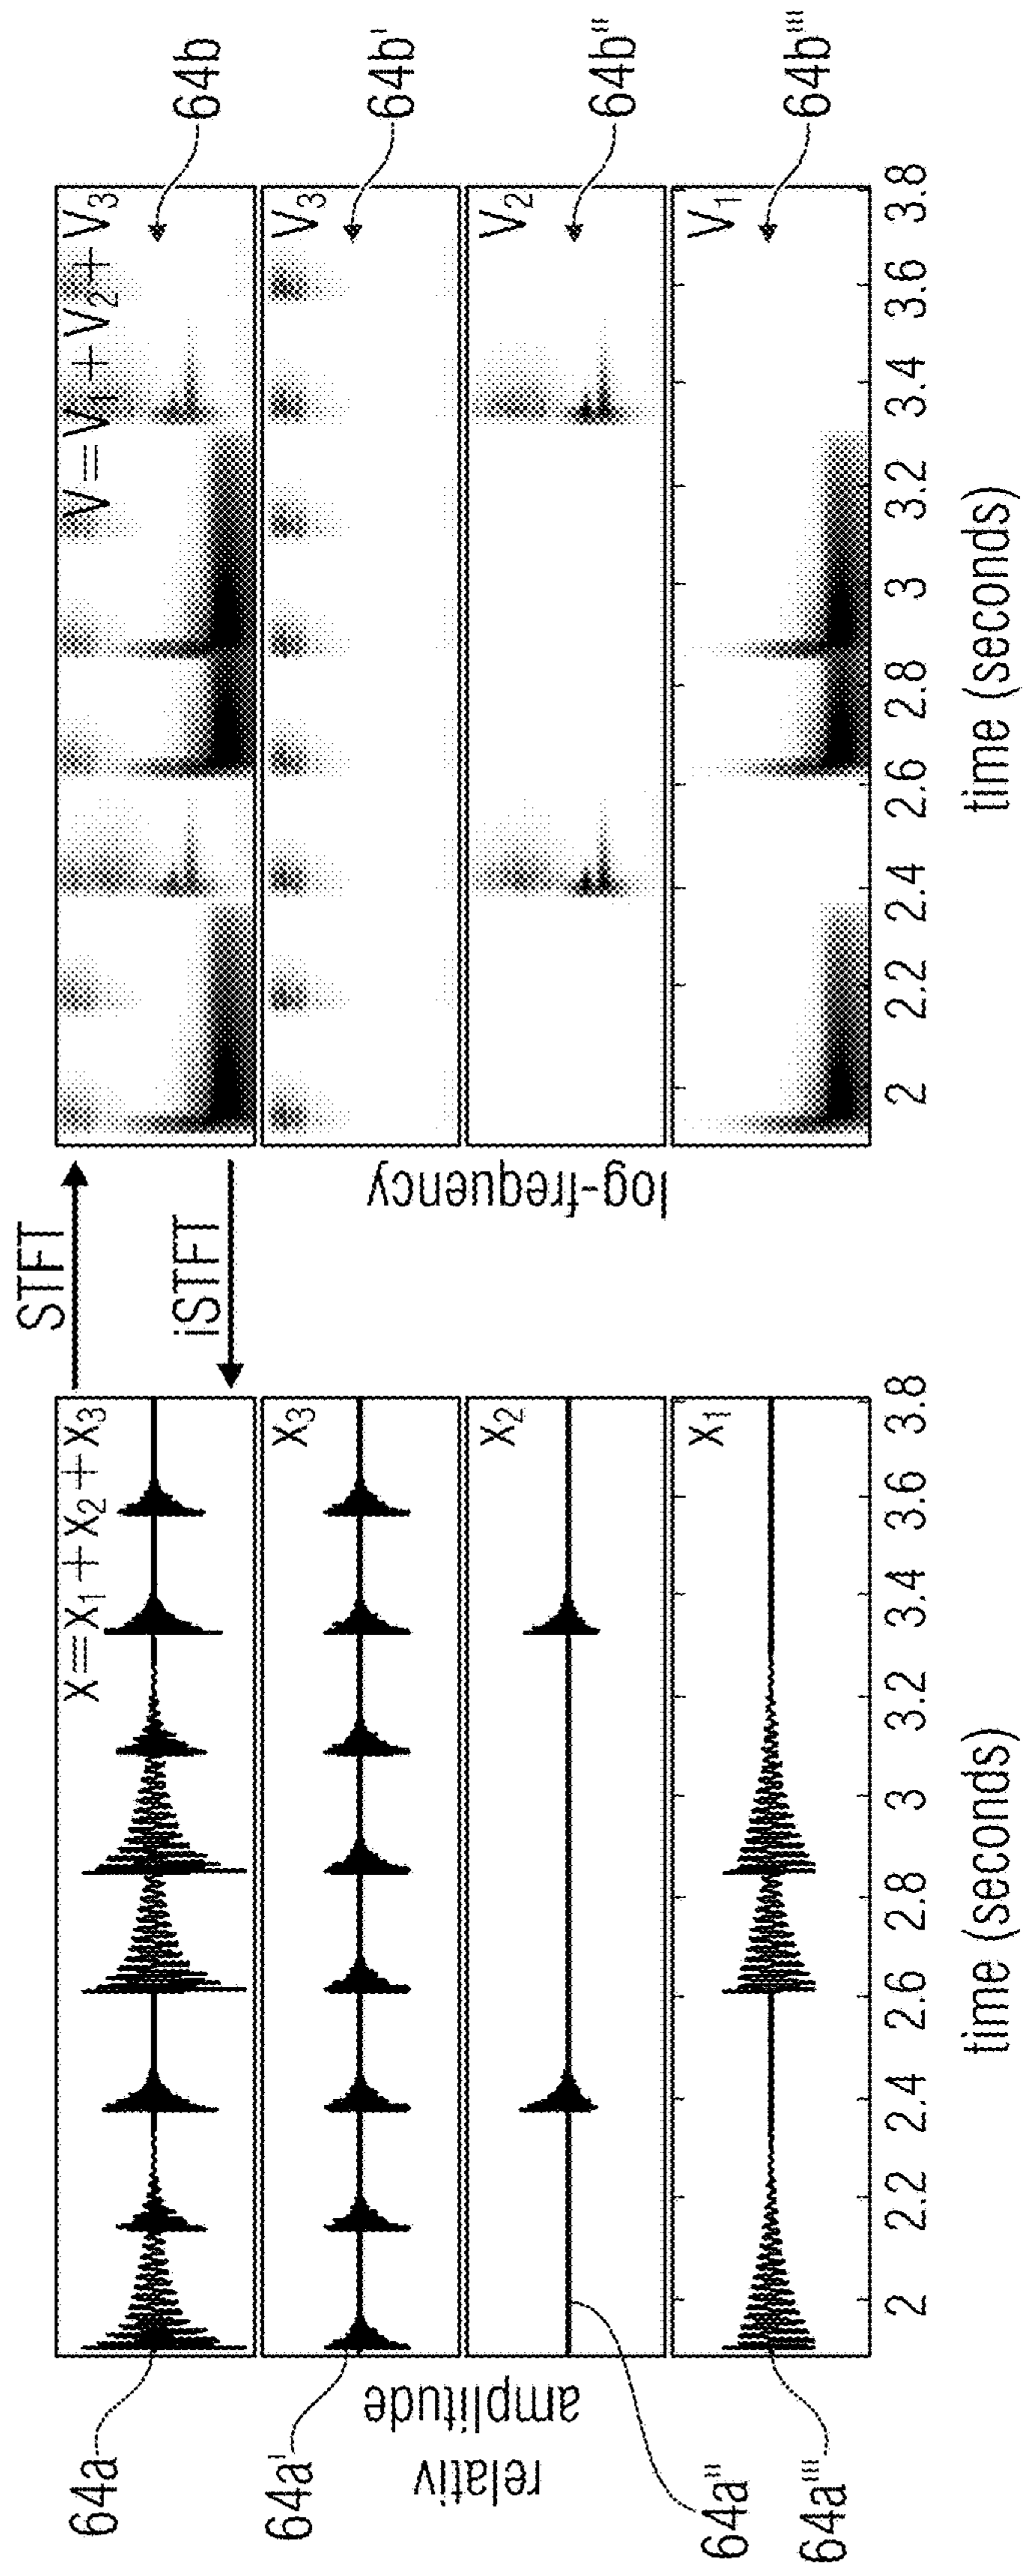 64a
64a'
64a"
64a'"
relativ
amplitude
x=x1+x2+x3
x3
x2
x1
2 2.2 2.4 2.6 2.8 3 3.2 3.4 3.6 3.8
time (seconds)
STFT
iSTFT
log-frequency
V=V1+V2+V3
V3
V2
V1
2 2.2 2.4 2.6 2.8 3 3.2 3.4 3.6 3.8
time (seconds)
64b
64b'
64b"
64b'"